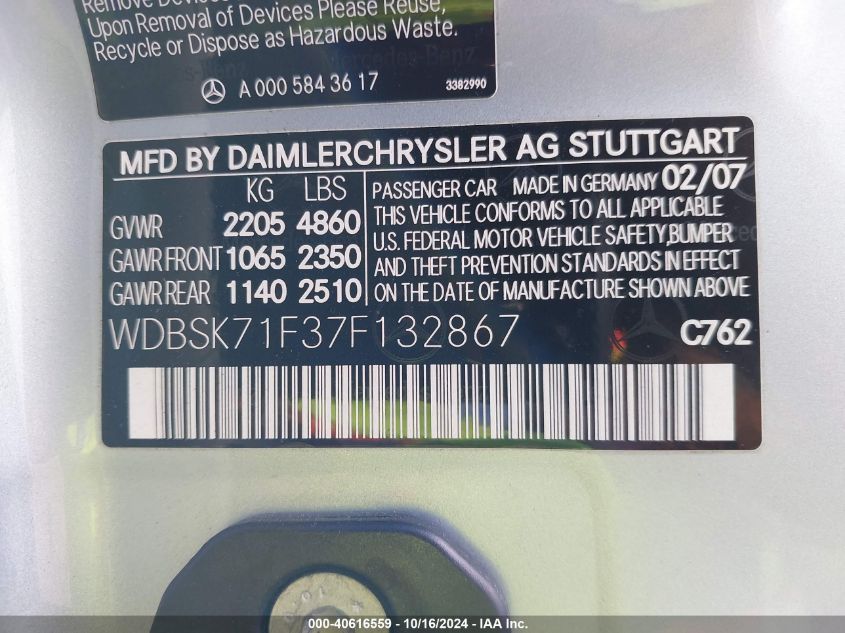 Remove Devices
Upon Removal of Devices Please Reuse,
Recycle or Dispose as Hazardous Waste.
A 000 584 36 17
3382990
MFD BY DAIMLERCHRYSLER AG STUTTGART
KG LBS
GVWR 2205 4860
GAWR FRONT 1065 2350
GAWR REAR 1140 2510
PASSENGER CAR MADE IN GERMANY 02/07
THIS VEHICLE CONFORMS TO ALL APPLICABLE
U.S. FEDERAL MOTOR VEHICLE SAFETY,BUMPER
AND THEFT PREVENTION STANDARDS IN EFFECT
ON THE DATE OF MANUFACTURE SHOWN ABOVE
WDBSK71F37F132867
C762
000-40616559 - 10/16/2024 - IAA Inc.